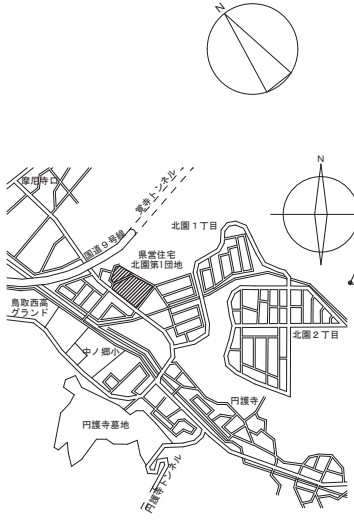 N
N
摩尼寺口
覚寺トンネル
国道９号線
北園１丁目
県営住宅
北園第1団地
鳥取西高
グランド
中ノ郷小
北園２丁目
円護寺
円護寺墓地
円護寺トンネル